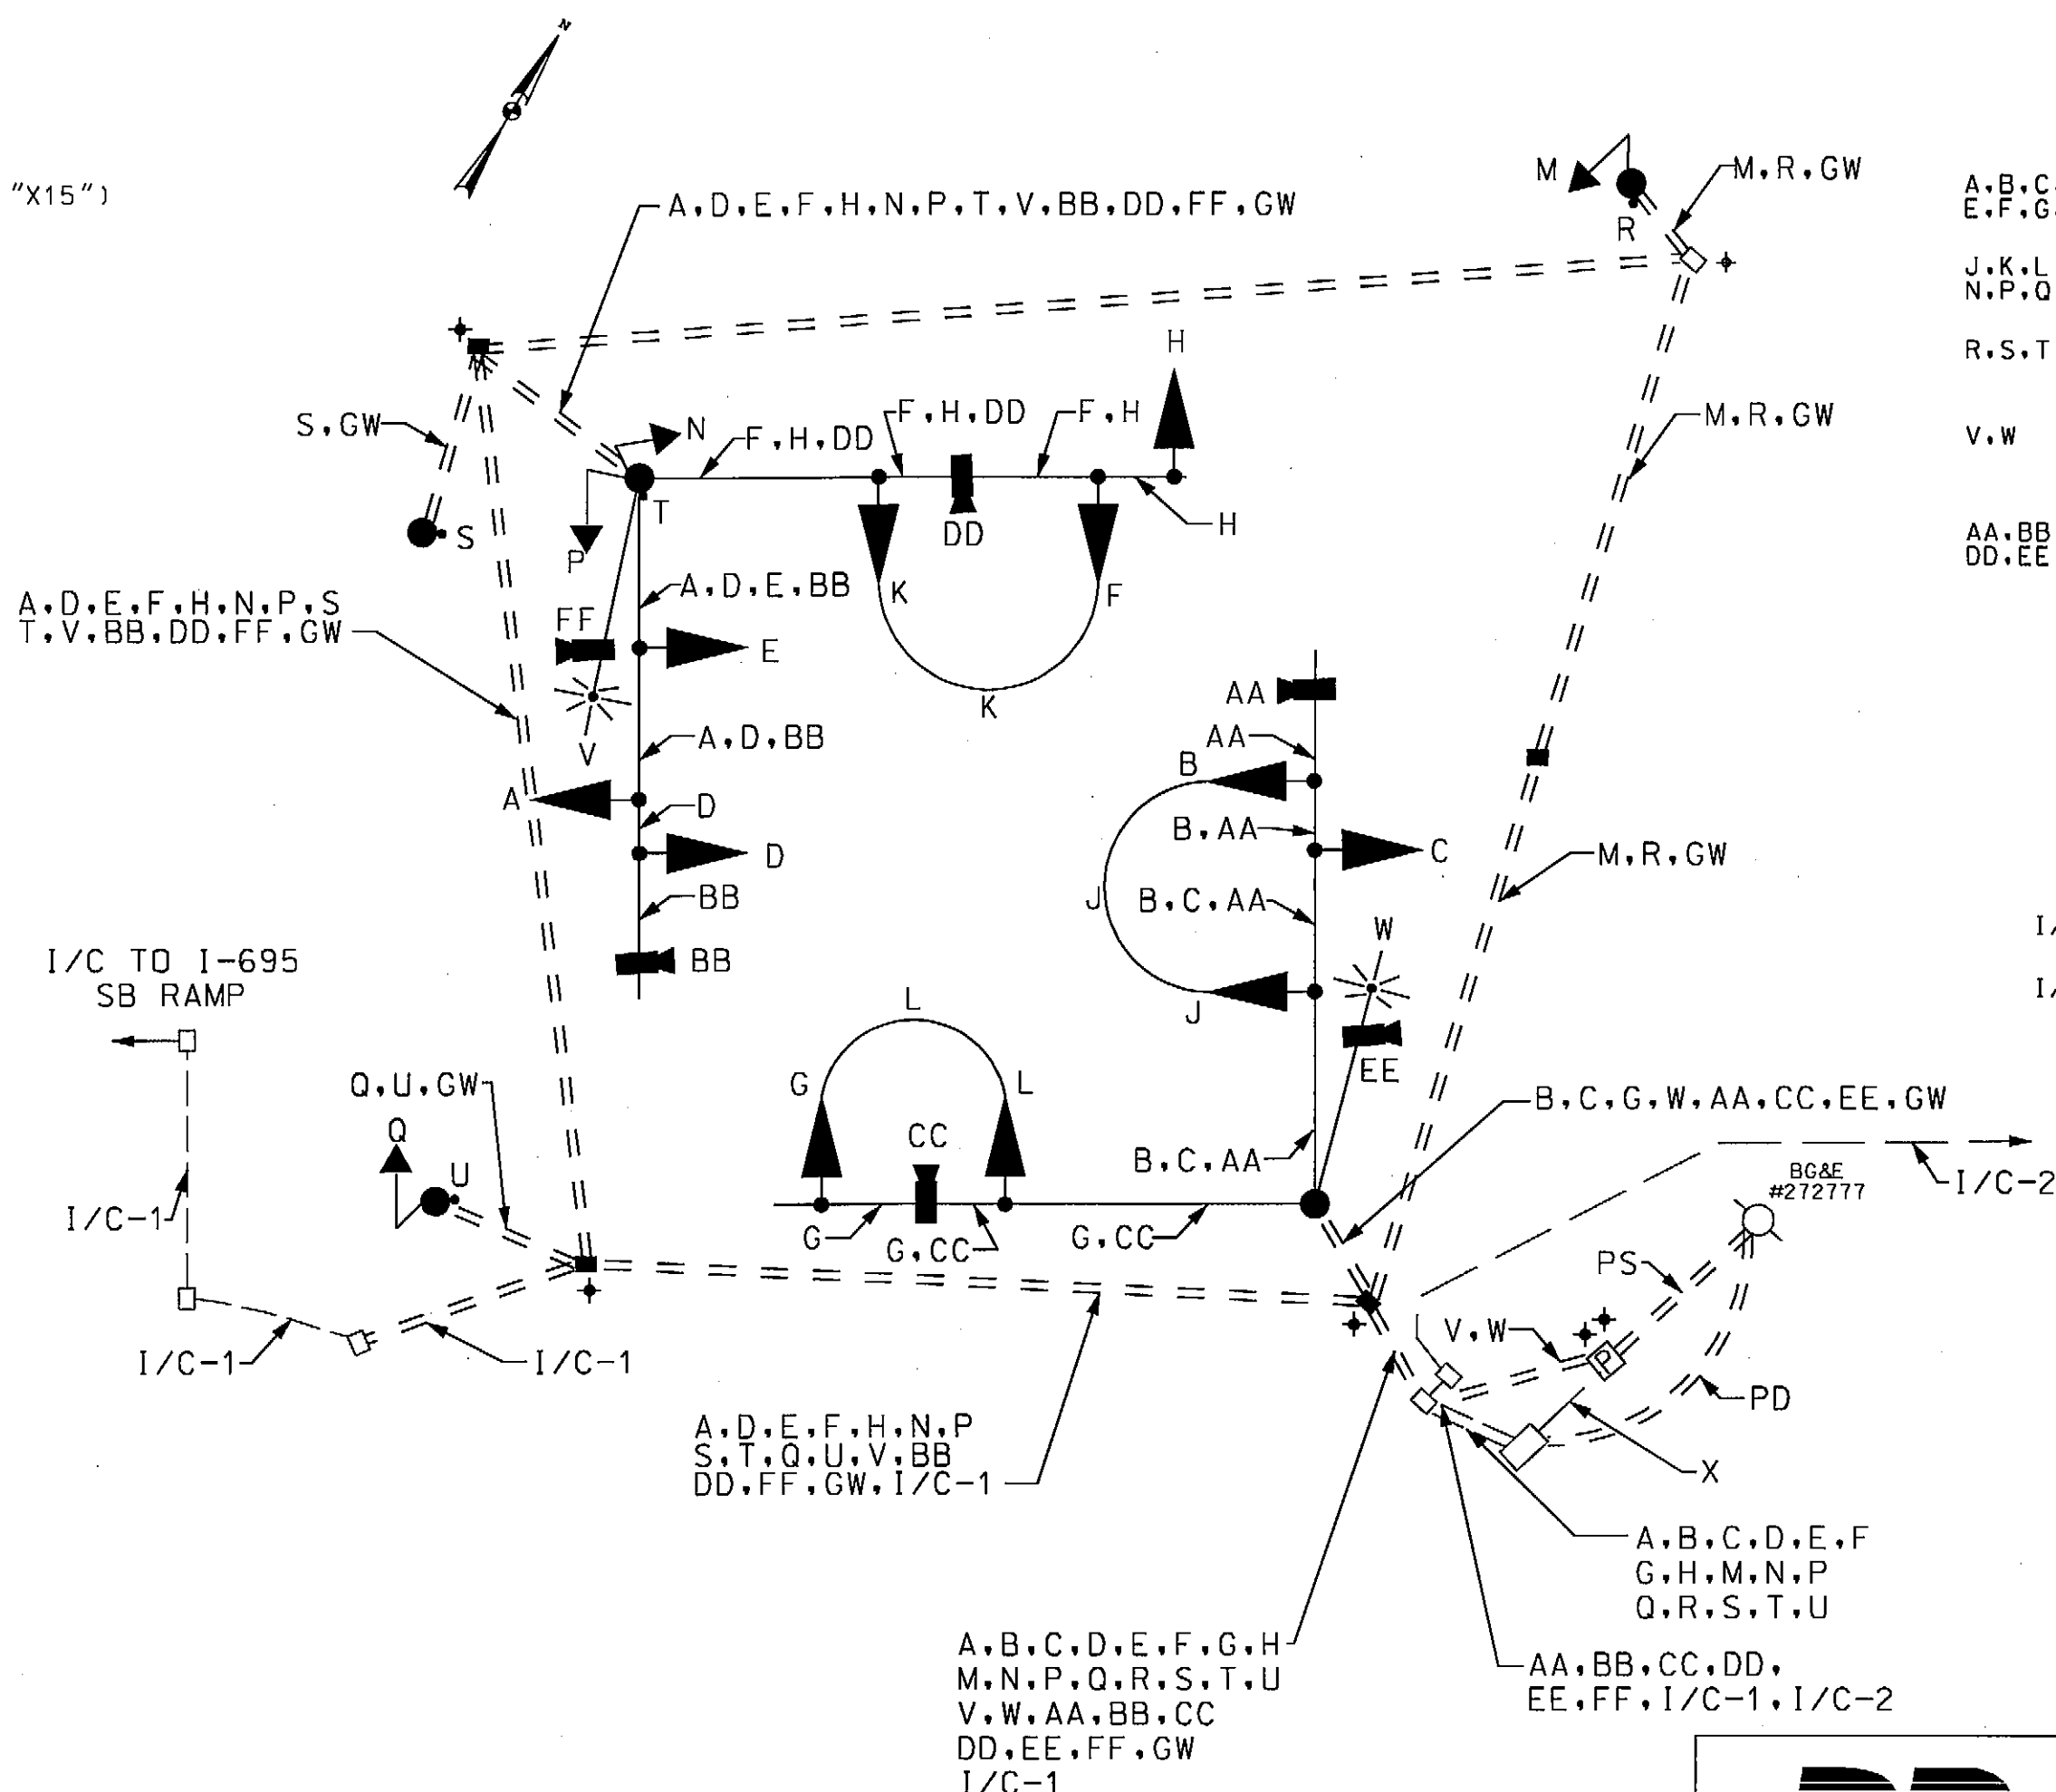 N
"X15")
A,D,E,F,H,N,P,T,V,BB,DD,FF,GW
M
M,R,GW
R
A,B,C,
E,F,G,
J,K,L
N,P,Q
R,S,T
V,W
AA,BB
DD,EE
S,GW
S
N
P
T
F,H,DD
F,H,DD
F,H
H
H
DD
K
F
K
M,R,GW
A,D,E,F,H,N,P,S
T,V,BB,DD,FF,GW
A,D,E,BB
FF
E
V
A,D,BB
A
D
D
BB
BB
AA
AA
B
B,AA
C
J
B,C,AA
W
J
EE
M,R,GW
I/
I/
I/C TO I-695
SB RAMP
I/C-1
I/C-1
I/C-1
Q,U,GW
Q
U
L
G
L
CC
G
G,CC
G,CC
B,C,AA
B,C,G,W,AA,CC,EE,GW
BG&E
#272777
I/C-2
PS
V,W
P
PD
X
A,D,E,F,H,N,P
S,T,Q,U,V,BB
DD,FF,GW,I/C-1
A,B,C,D,E,F
G,H,M,N,P
Q,R,S,T,U
A,B,C,D,E,F,G,H
M,N,P,Q,R,S,T,U
V,W,AA,BB,CC
DD,EE,FF,GW
I/C-1
AA,BB,CC,DD,
EE,FF,I/C-1,I/C-2